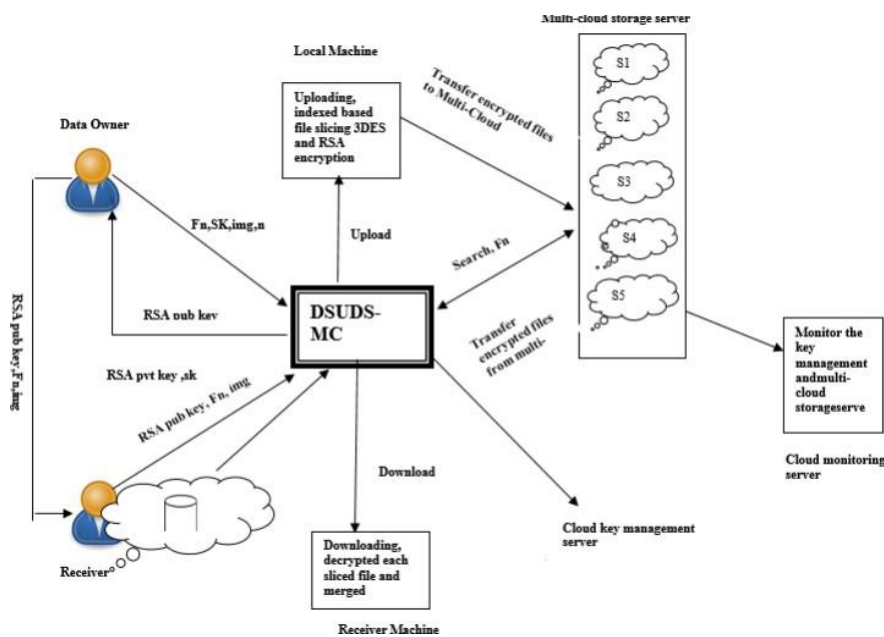 Multi-cloud storage server
Local Machine
S1
Uploading,
indexed based
file slicing 3DES
and RSA
encryption
Transfer encrypted files
to Multi-Cloud
S2
Data Owner
S3
Fn,SK,img,n
Upload
S4
Search, Fn
S5
RSA pub key,Fn,img
RSA pub key
DSUDS-
MC
Transfer
encrypted files
from multi-
Monitor the
key
management
andmulti-
cloud
storageserve
RSA pvt key ,sk
RSA pub key, Fn, img
Cloud monitoring
server
Download
Cloud key management
server
Downloading,
decrypted each
sliced file and
merged
Receiver
Receiver Machine